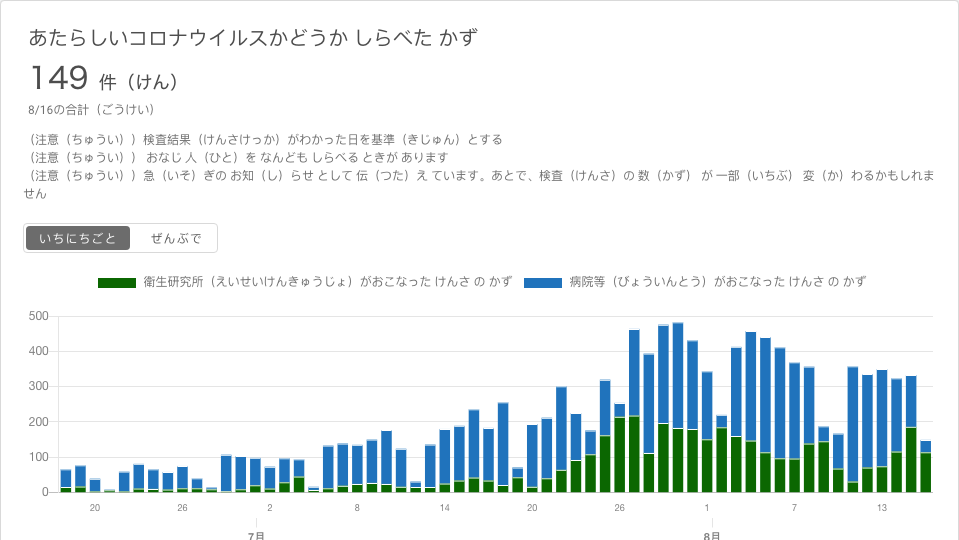 あたらしいコロナウイルスかどうか しらべた かず
149 件（けん）
8/16の合計（ごうけい）
（注意（ちゅうい））検査結果（けんさけっか）がわかった日を基準（きじゅん）とする
（注意（ちゅうい）） おなじ 人（ひと）を なんども しらべる ときが あります
（注意（ちゅうい））急（いそ）ぎの お知（し）らせ として 伝（つた）え ています。あとで、検査（けんさ）の 数（かず） が 一部（いちぶ） 変（か）わるかもしれま
せん
いちにちごと ぜんぶで
衛生研究所（えいせいけんきゅうじょ）がおこなった けんさ の かず 病院等（びょういんとう）がおこなった けんさ の かず
500
400
300
200
100
0
20 26 2 8 14 20 26 1 7 13
7月 8月